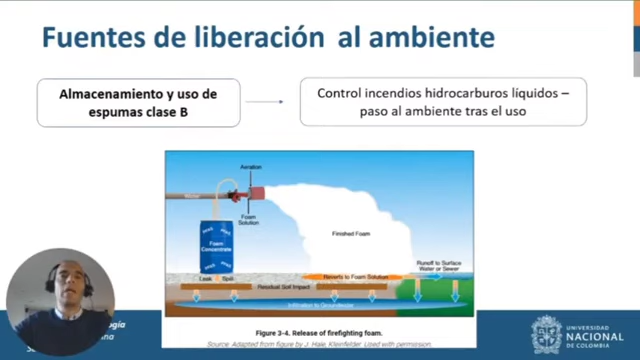 Fuentes de liberación al ambiente
Almacenamiento y uso de
espumas clase B
Control incendios hidrocarburos líquidos –
paso al ambiente tras el uso
Aeration
Foam
Solution
Foam
Concentrate
Finished Foam
Leak
Spill
Reverts to Foam Solution
Runoff to Surface
Water or Sewer
Residual Soil Impact
Infiltration to Groundwater
Figure 3-4. Release of firefighting foam.
Source: Adapted from figure by J. Hale, Kleinfelder. Used with permission.
UNIVERSIDAD
NACIONAL
DE COLOMBIA